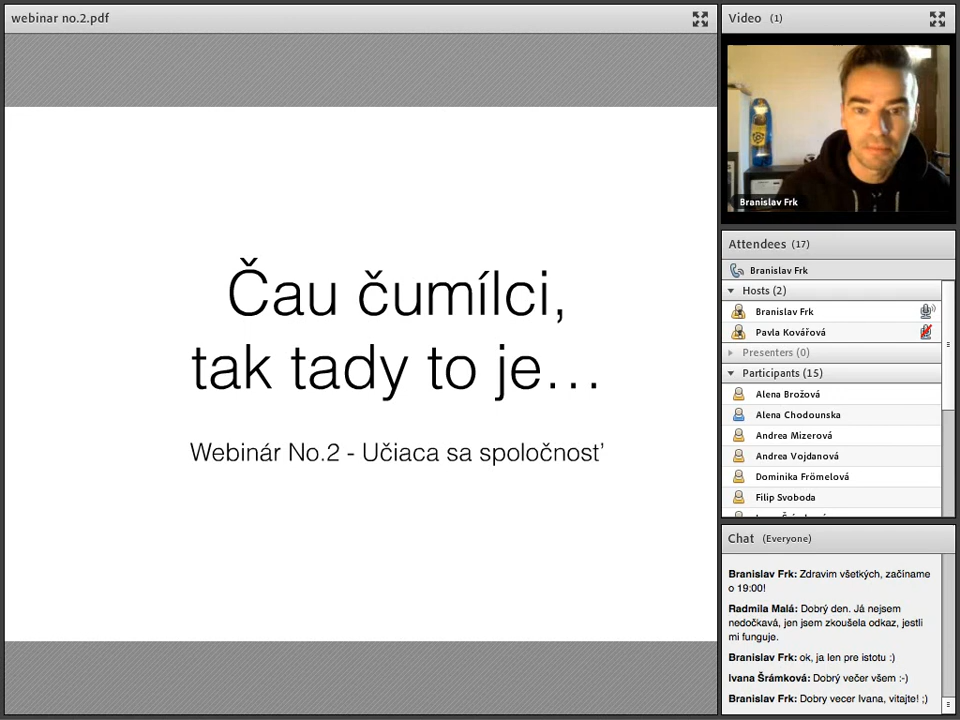 webinar no.2.pdf
Čau čumílci,
tak tady to je...
Webinár No.2 - Učiaca sa spoločnosť
Video (1)
Branislav Frk
Attendees (17)
Branislav Frk
Hosts (2)
Branislav Frk
Pavla Kovářová
Presenters (0)
Participants (15)
Alena Brožová
Alena Chodounska
Andrea Mizerová
Andrea Vojdanová
Dominika Frömelová
Filip Svoboda
Chat (Everyone)
Branislav Frk: Zdravim všetkých, začíname
o 19:00!
Radmila Malá: Dobrý den. Já nejsem
nedočkavá, jen jsem zkoušela odkaz, jestli
mi funguje.
Branislav Frk: ok, ja len pre istotu :)
Ivana Šrámková: Dobrý večer všem :-)
Branislav Frk: Dobry vecer Ivana, vitajte! ;)